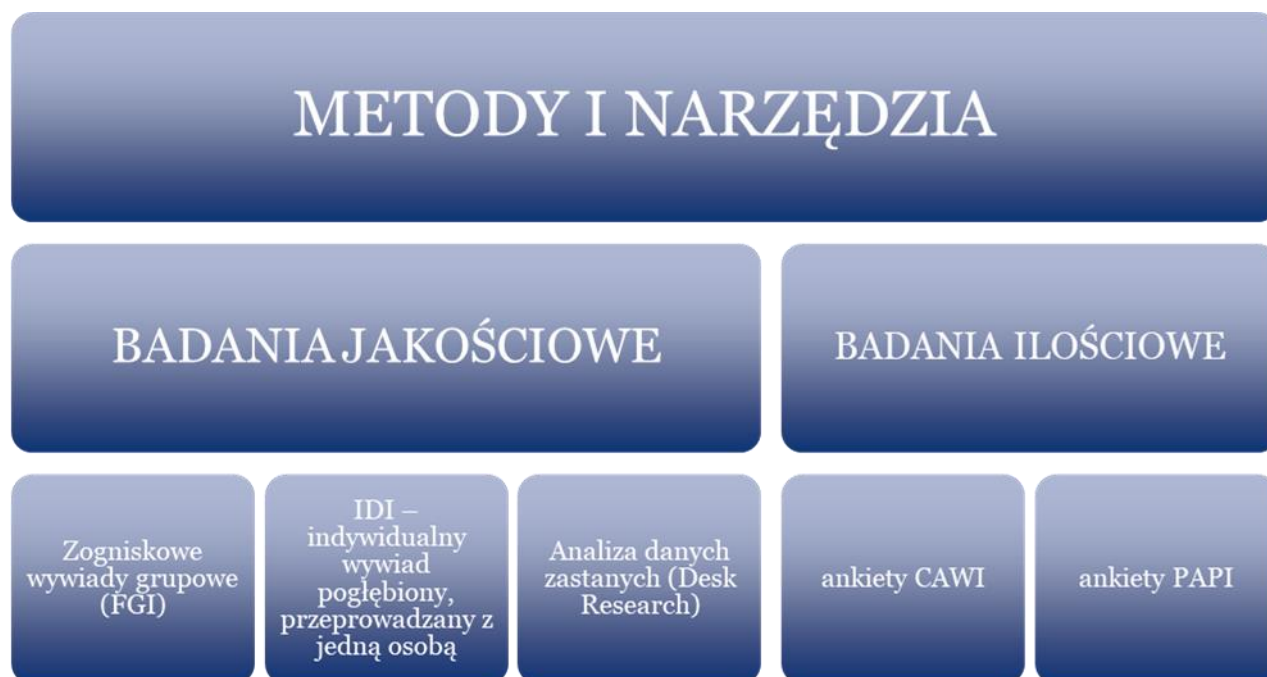 METODY I NARZĘDZIA
BADANIA JAKOŚCIOWE
BADANIA ILOŚCIOWE
Zogniskowe
wywiady grupowe
(FGI)
IDI –
indywidualny
wywiad
pogłębiony,
przeprowadzany z
jedną osobą
Analiza danych
zastanych (Desk
Research)
ankiety CAWI
ankiety PAPI